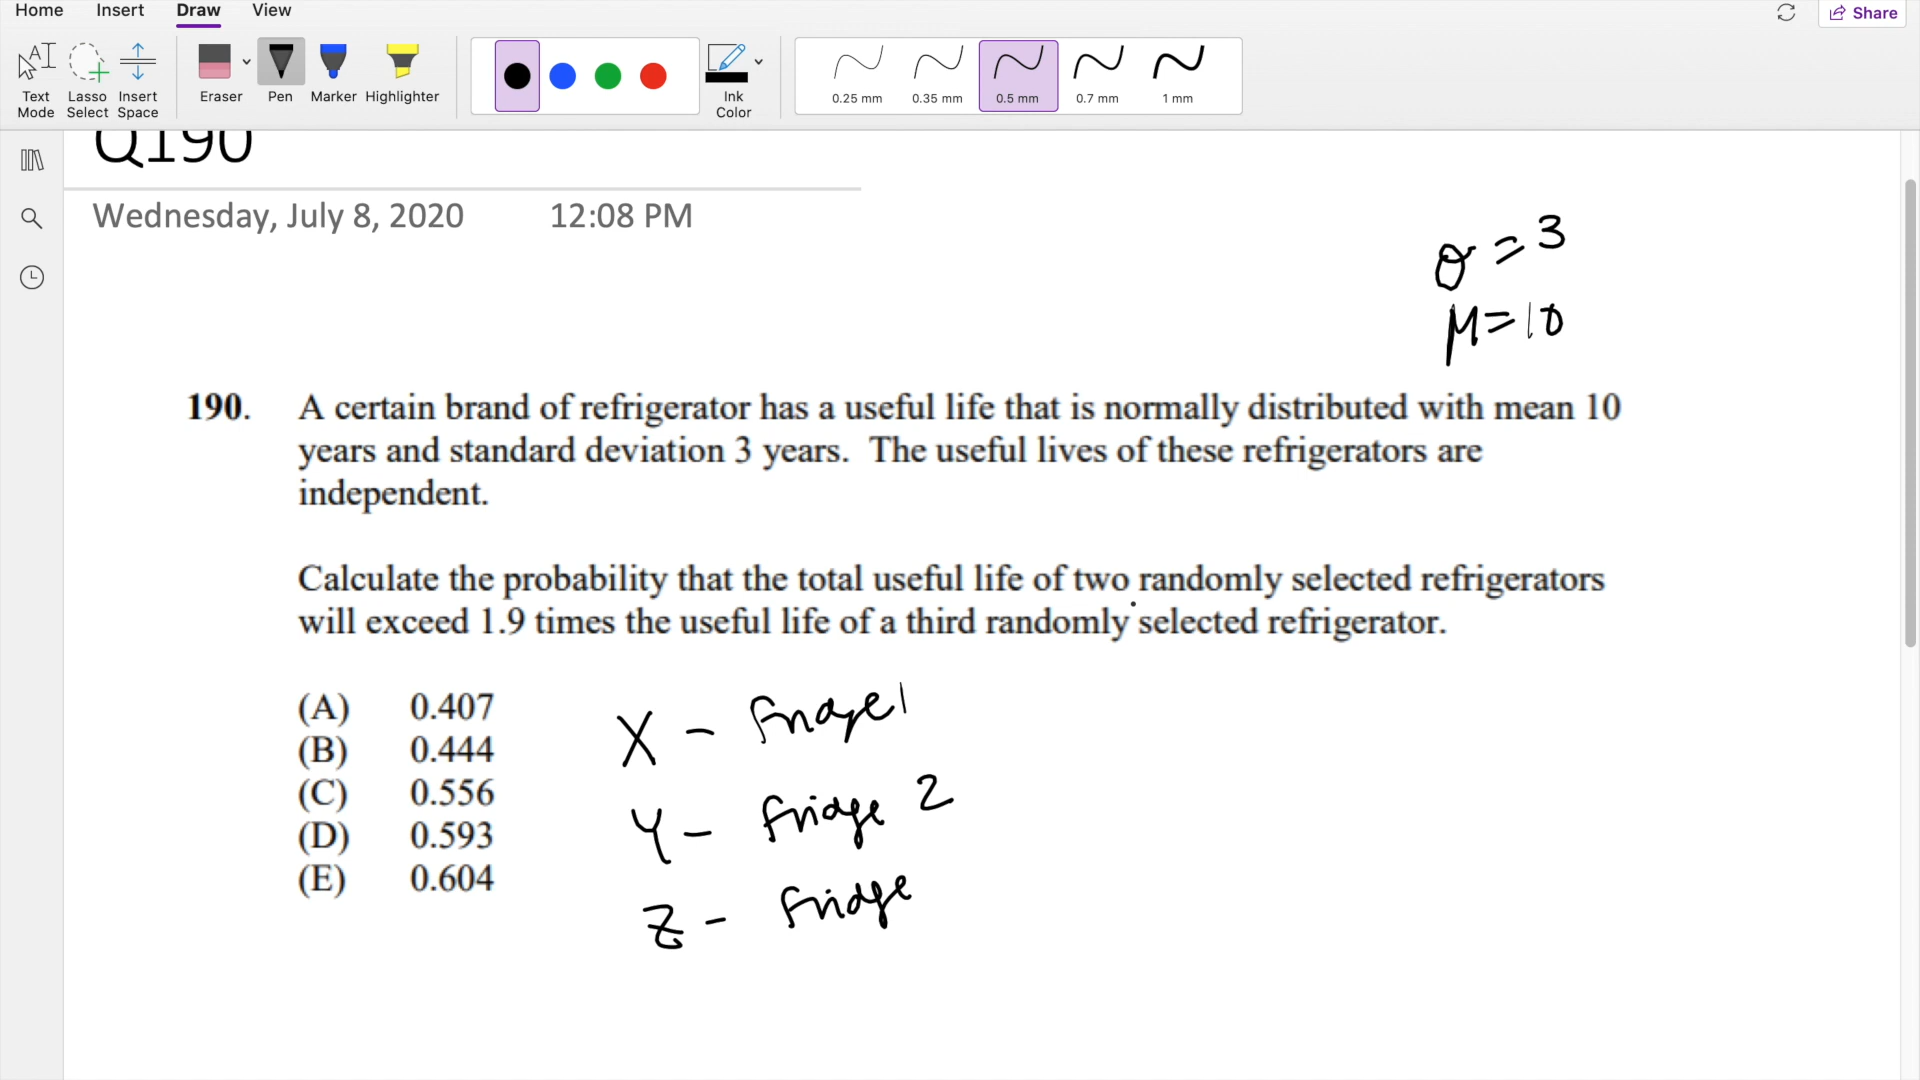 Home Insert Draw View
Share
Text Mode
Lasso Select
Insert Space
Eraser
Pen
Marker
Highlighter
Ink Color
0.25 mm
0.35 mm
0.5 mm
0.7 mm
1 mm
Q190
Wednesday, July 8, 2020 12:08 PM
σ = 3
μ = 10
190. A certain brand of refrigerator has a useful life that is normally distributed with mean 10
years and standard deviation 3 years. The useful lives of these refrigerators are
independent.
Calculate the probability that the total useful life of two randomly selected refrigerators
will exceed 1.9 times the useful life of a third randomly selected refrigerator.
(A) 0.407
(B) 0.444
(C) 0.556
(D) 0.593
(E) 0.604
X - Fridge 1
Y - Fridge 2
Z - Fridge